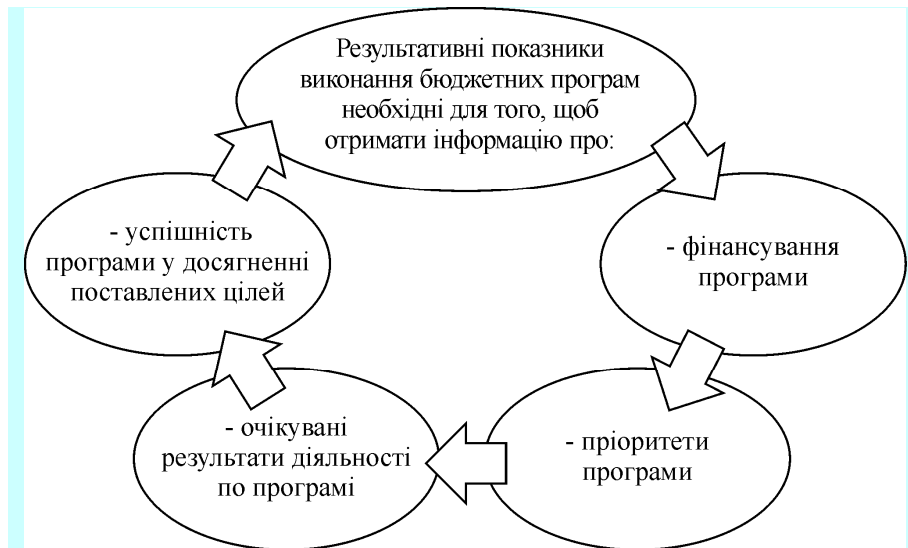 Результативні показники
виконання бюджетних програм
необхідні для того, щоб
отримати інформацію про:
- фінансування
програми
- пріоритети
програми
- очікувані
результати діяльності
по програмі
- успішність
програми у досягненні
поставлених цілей